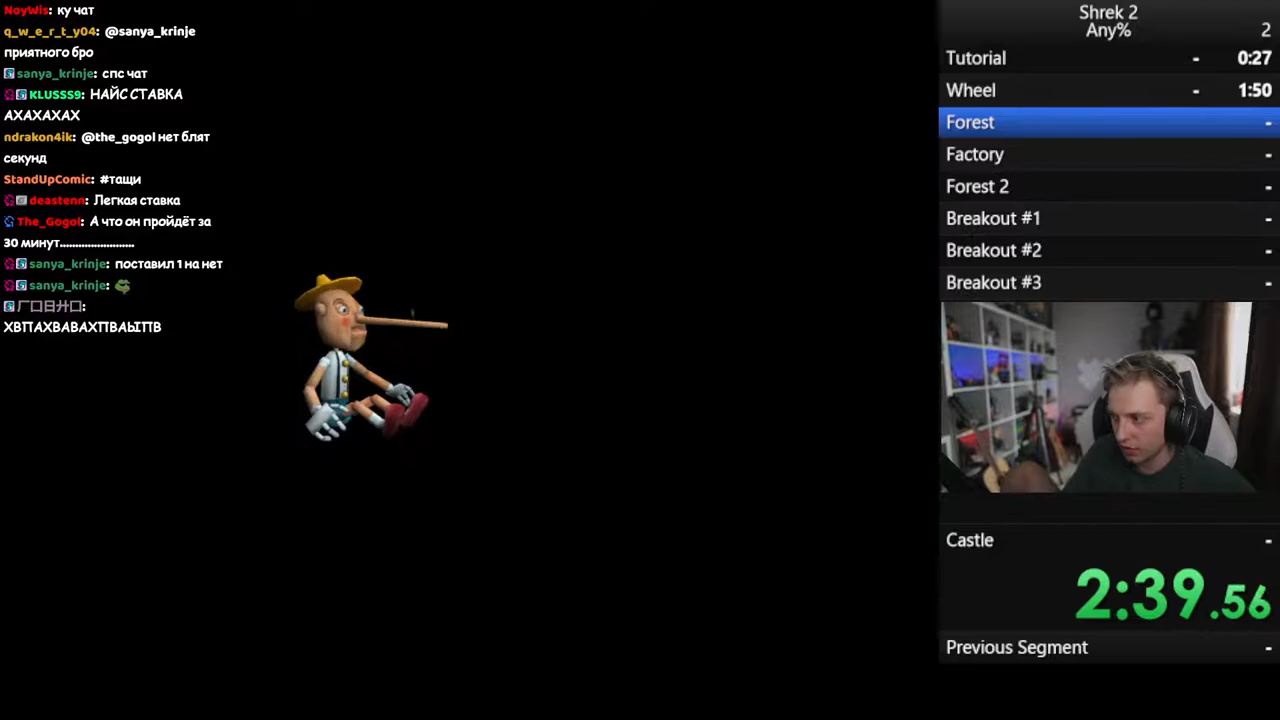 NoyWis: ку чат
q_w_e_r_t_y04: @sanya_krinje
приятного бро
sanya_krinje: спс чат
KLUSSS9: НАЙС СТАВКА
АХАХАХАХ
ndrakon4ik: @the_gogol нет блят
секунд
StandUpComic: #тащи
deastenn: Легкая ставка
The_Gogol: А что он пройдёт за
30 минут.......................
sanya_krinje: поставил 1 на нет
sanya_krinje:
ХВПАХВАВАХПВАЫПВ
Shrek 2
Any%
2
Tutorial - 0:27
Wheel - 1:50
Forest -
Factory -
Forest 2 -
Breakout #1 -
Breakout #2 -
Breakout #3 -
Castle -
2:39.56
Previous Segment -